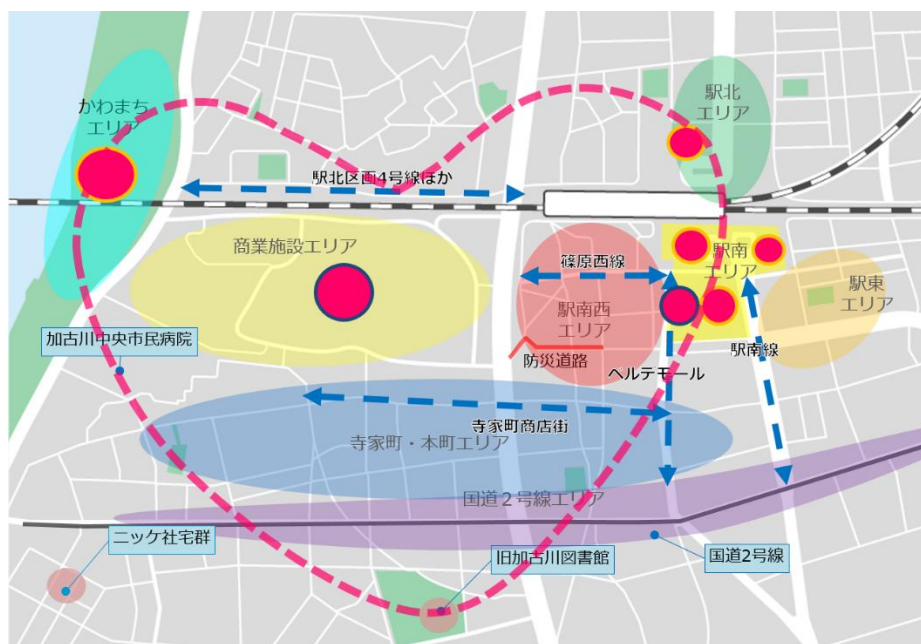 かわまち
エリア
駅北
エリア
駅北区画4号線ほか
商業施設エリア
篠原西線
駅南
エリア
駅南西
エリア
駅東
エリア
加古川中央市民病院
防災道路
ベルデモール
駅南線
寺家町商店街
寺家町・本町エリア
国道２号線エリア
ニッケ社宅群
旧加古川図書館
国道2号線